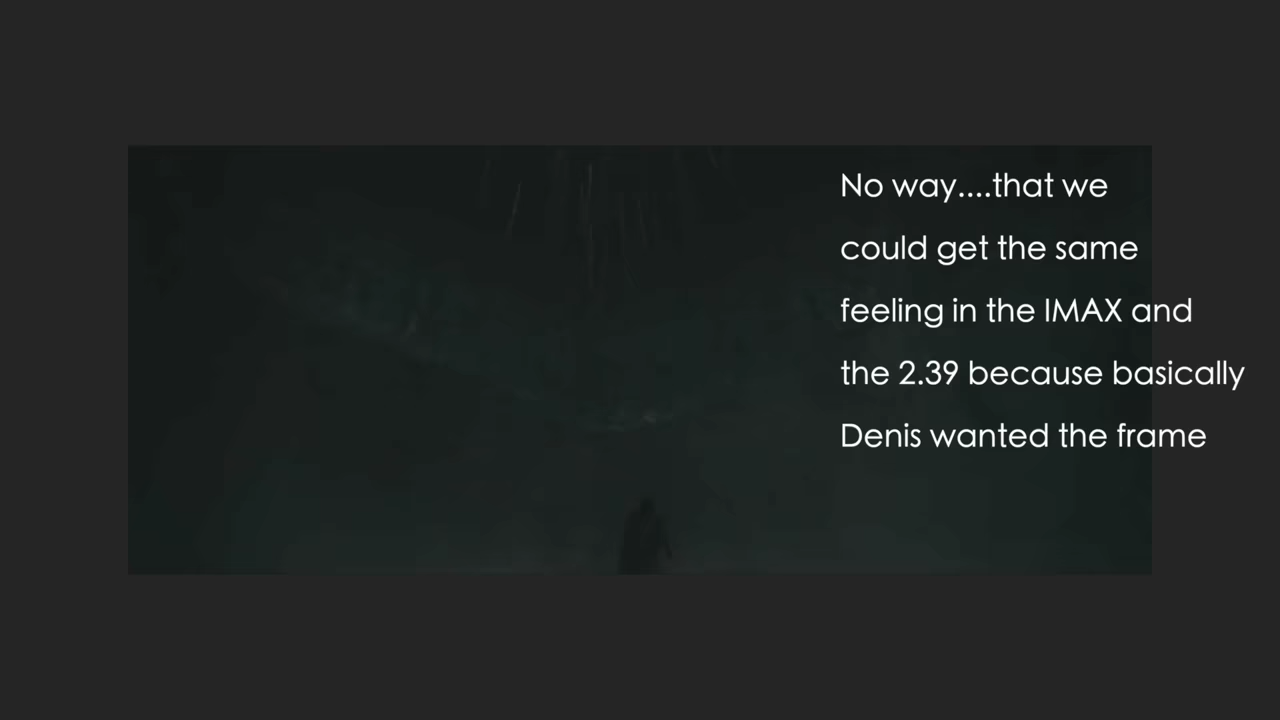 No way....that we
could get the same
feeling in the IMAX and
the 2.39 because basically
Denis wanted the frame